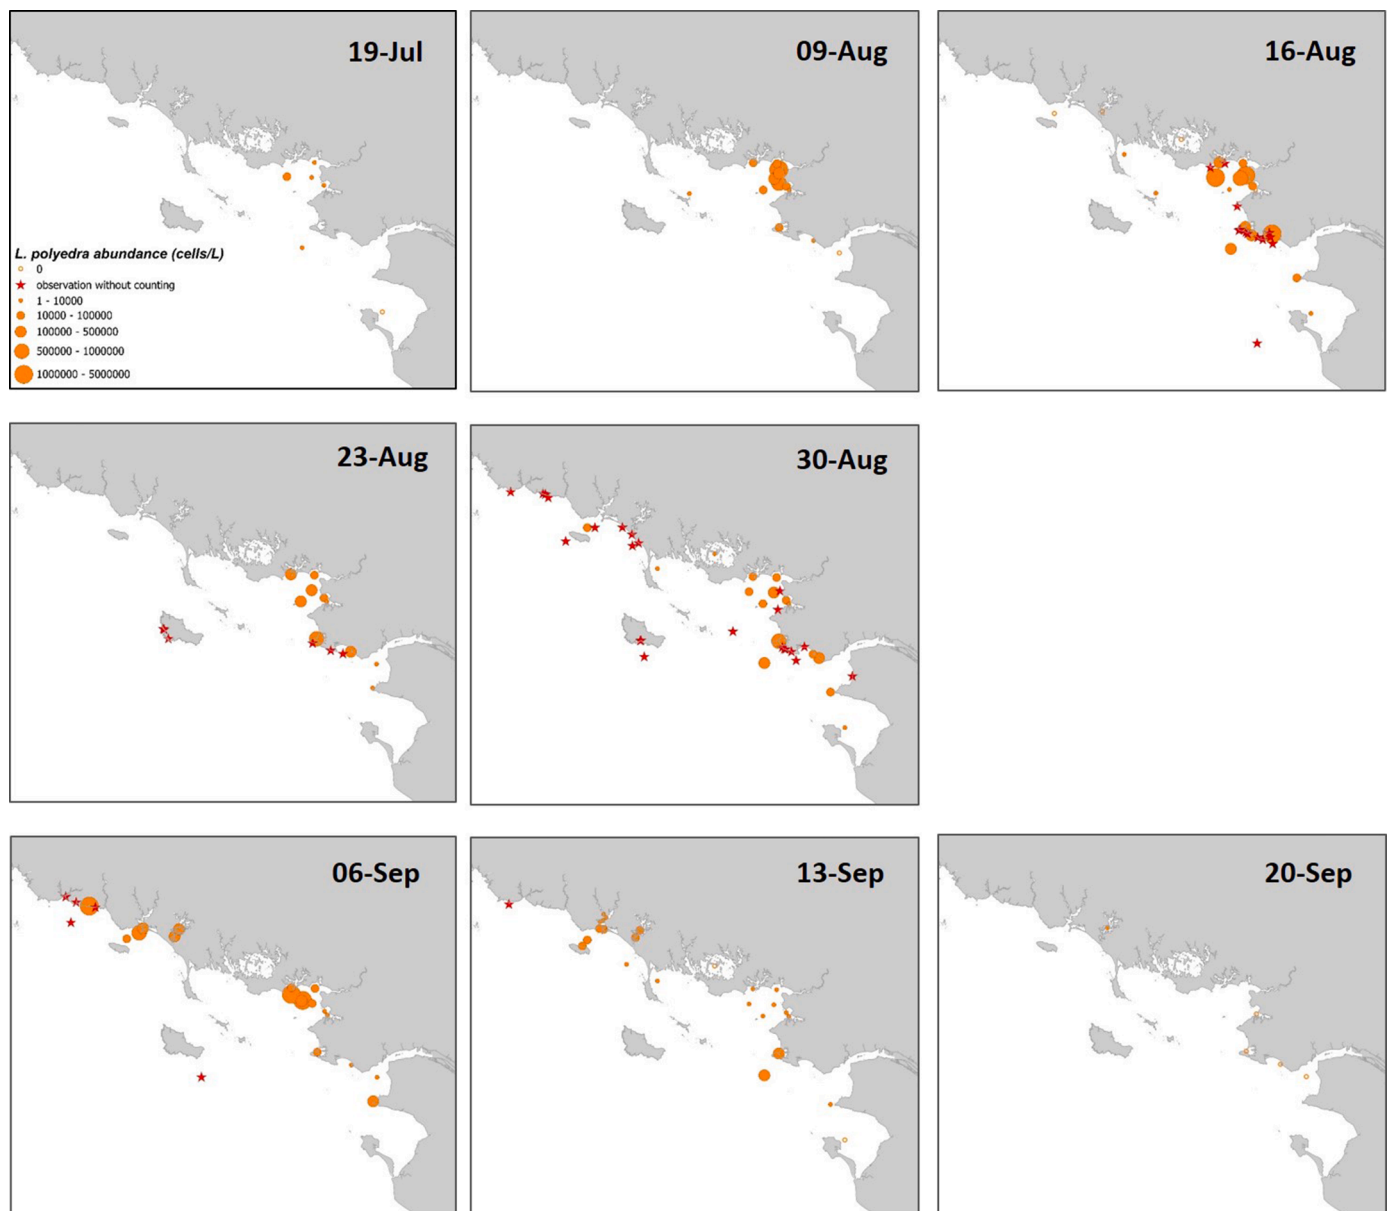 19-Jul
09-Aug
16-Aug
L. polyedra abundance (cells/L)
0
observation without counting
1 - 10000
10000 - 100000
100000 - 500000
500000 - 1000000
1000000 - 5000000
23-Aug
30-Aug
06-Sep
13-Sep
20-Sep